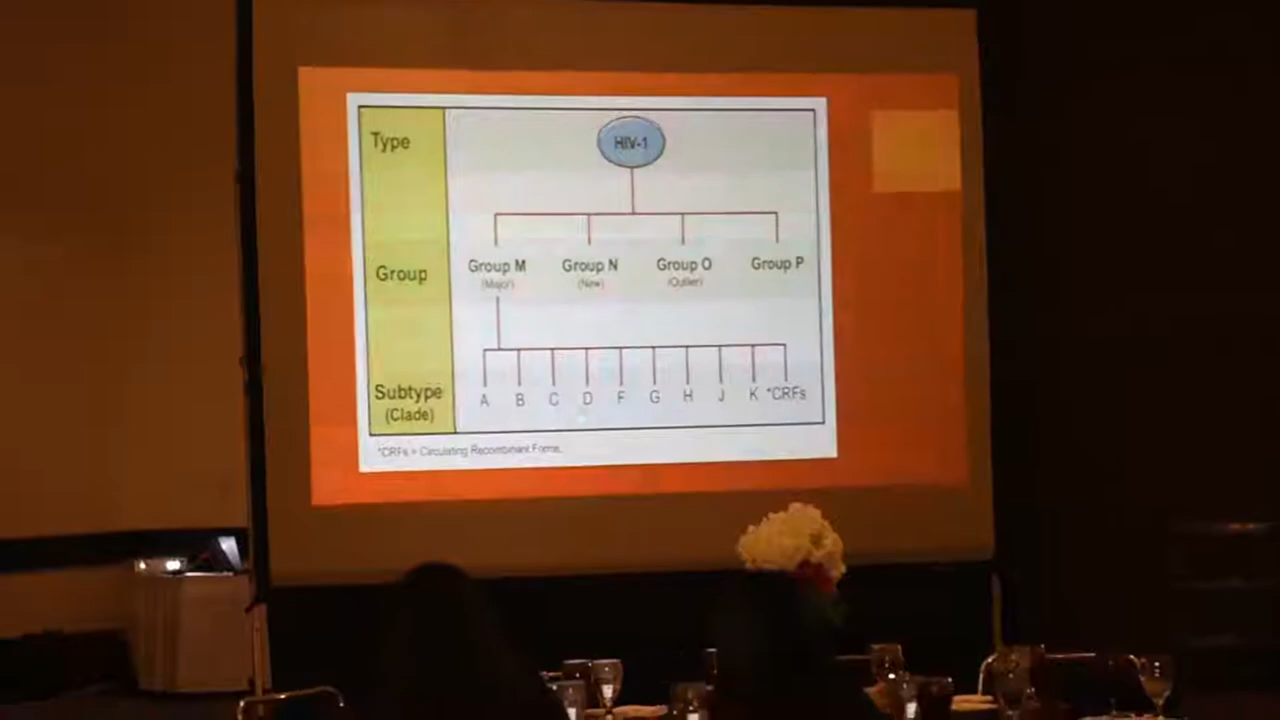 Type
HIV-1
Group
Group M
(Major)
Group N
(New)
Group O
(Outlier)
Group P
Subtype
(Clade)
A B C D F G H J K *CRFs
*CRFs = Circulating Recombinant Forms.